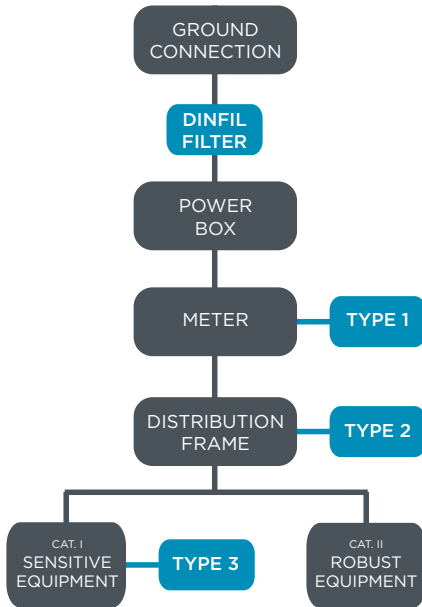 GROUND
CONNECTION
DINFIL
FILTER
POWER
BOX
METER
TYPE 1
DISTRIBUTION
FRAME
TYPE 2
CAT. I
SENSITIVE
EQUIPMENT
TYPE 3
CAT. II
ROBUST
EQUIPMENT